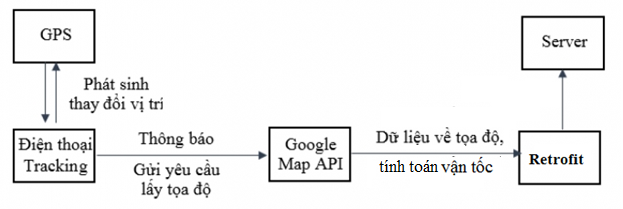 GPS
Server
Phát sinh
thay đổi vị trí
Điện thoại
Tracking
Thông báo
Gửi yêu cầu
lấy tọa độ
Google
Map API
Dữ liệu về tọa độ,
tính toán vận tốc
Retrofit